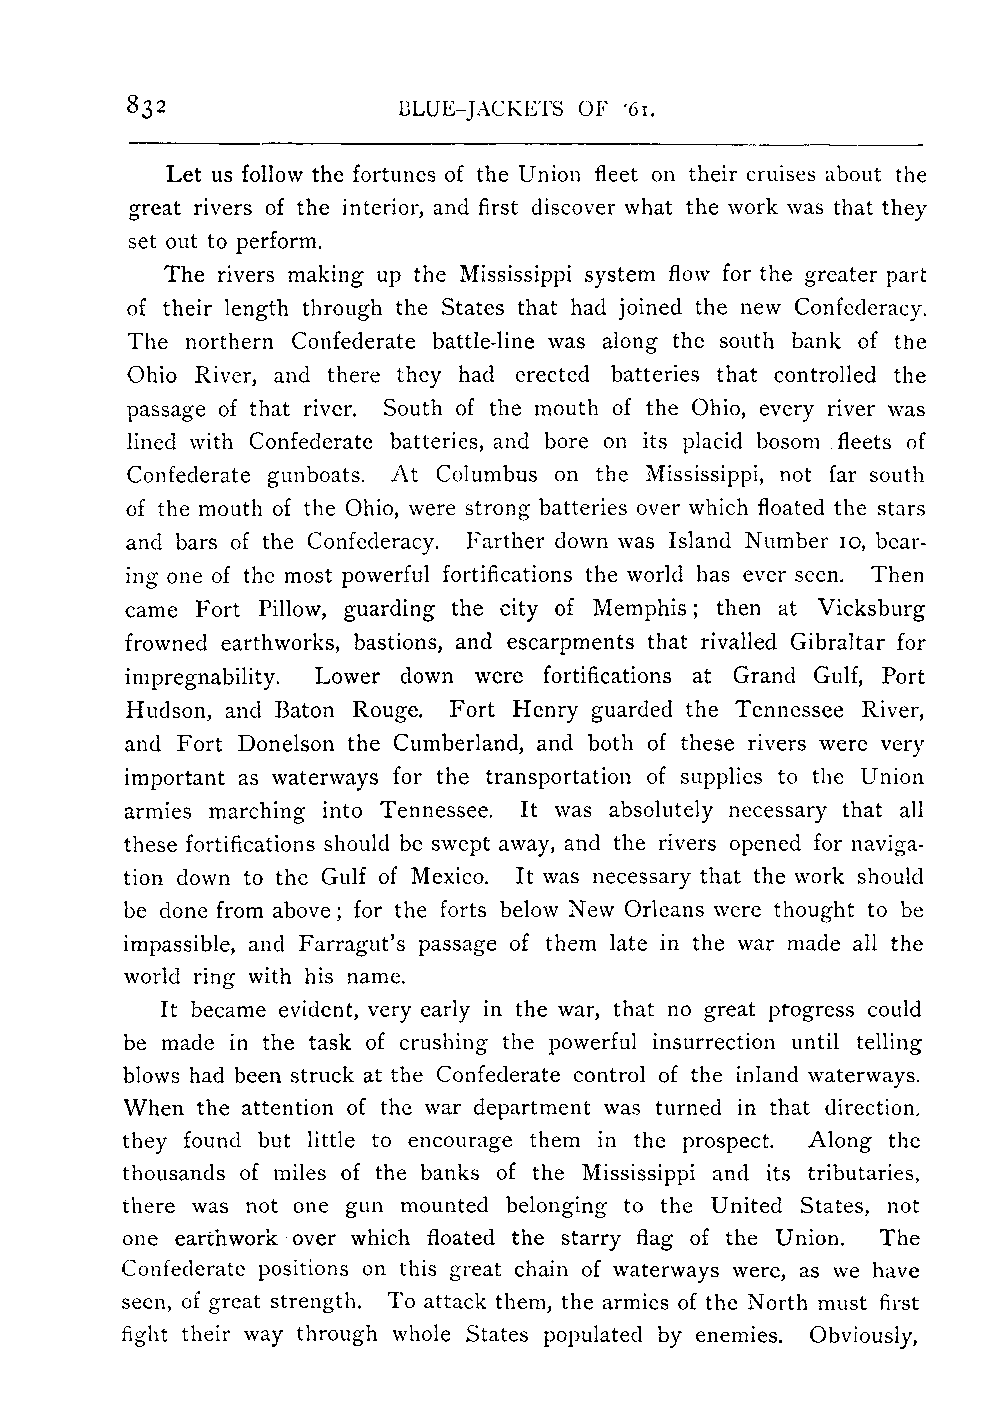 832 BLUE-JACKETS OF '61.
Let us follow the fortunes of the Union fleet on their cruises about the
great rivers of the interior, and first discover what the work was that they
set out to perform.
The rivers making up the Mississippi system flow for the greater part
of their length through the States that had joined the new Confederacy.
The northern Confederate battle-line was along the south bank of the
Ohio River, and there they had erected batteries that controlled the
passage of that river. South of the mouth of the Ohio, every river was
lined with Confederate batteries, and bore on its placid bosom fleets of
Confederate gunboats. At Columbus on the Mississippi, not far south
of the mouth of the Ohio, were strong batteries over which floated the stars
and bars of the Confederacy. Farther down was Island Number 10, bear-
ing one of the most powerful fortifications the world has ever seen. Then
came Fort Pillow, guarding the city of Memphis; then at Vicksburg
frowned earthworks, bastions, and escarpments that rivalled Gibraltar for
impregnability. Lower down were fortifications at Grand Gulf, Port
Hudson, and Baton Rouge. Fort Henry guarded the Tennessee River,
and Fort Donelson the Cumberland, and both of these rivers were very
important as waterways for the transportation of supplies to the Union
armies marching into Tennessee. It was absolutely necessary that all
these fortifications should be swept away, and the rivers opened for naviga-
tion down to the Gulf of Mexico. It was necessary that the work should
be done from above; for the forts below New Orleans were thought to be
impassible, and Farragut's passage of them late in the war made all the
world ring with his name.
It became evident, very early in the war, that no great progress could
be made in the task of crushing the powerful insurrection until telling
blows had been struck at the Confederate control of the inland waterways.
When the attention of the war department was turned in that direction,
they found but little to encourage them in the prospect. Along the
thousands of miles of the banks of the Mississippi and its tributaries,
there was not one gun mounted belonging to the United States, not
one earthwork over which floated the starry flag of the Union. The
Confederate positions on this great chain of waterways were, as we have
seen, of great strength. To attack them, the armies of the North must first
fight their way through whole States populated by enemies. Obviously,